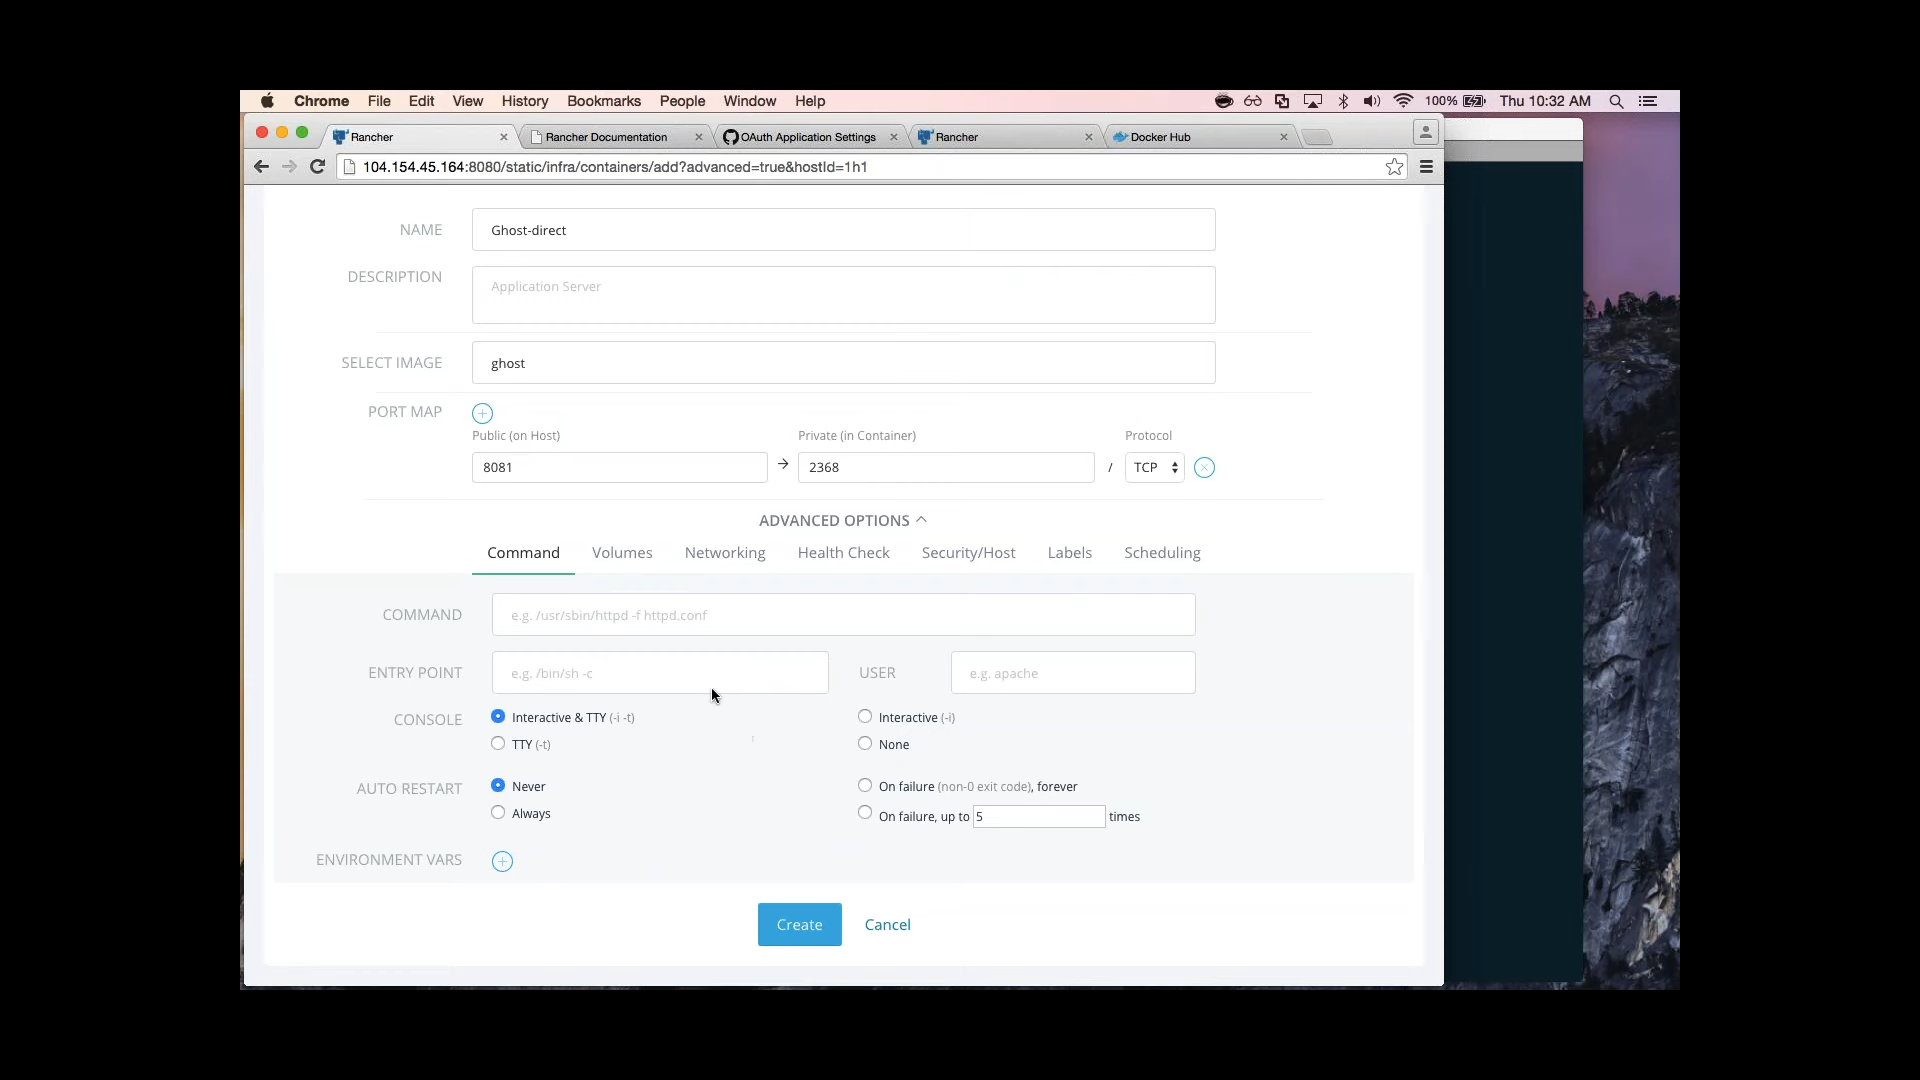 Chrome File Edit View History Bookmarks People Window Help 100% Thu 10:32 AM
Rancher Rancher Documentation OAuth Application Settings Rancher Docker Hub
104.154.45.164:8080/static/infra/containers/add?advanced=true&hostId=1h1
NAME Ghost-direct
DESCRIPTION Application Server
SELECT IMAGE ghost
PORT MAP
Public (on Host) Private (in Container) Protocol
8081 → 2368 / TCP
ADVANCED OPTIONS
Command Volumes Networking Health Check Security/Host Labels Scheduling
COMMAND e.g. /usr/sbin/httpd -f httpd.conf
ENTRY POINT e.g. /bin/sh -c USER e.g. apache
CONSOLE Interactive & TTY (-i -t) Interactive (-i)
TTY (-t) None
AUTO RESTART Never On failure (non-0 exit code), forever
Always On failure, up to 5 times
ENVIRONMENT VARS
Create Cancel